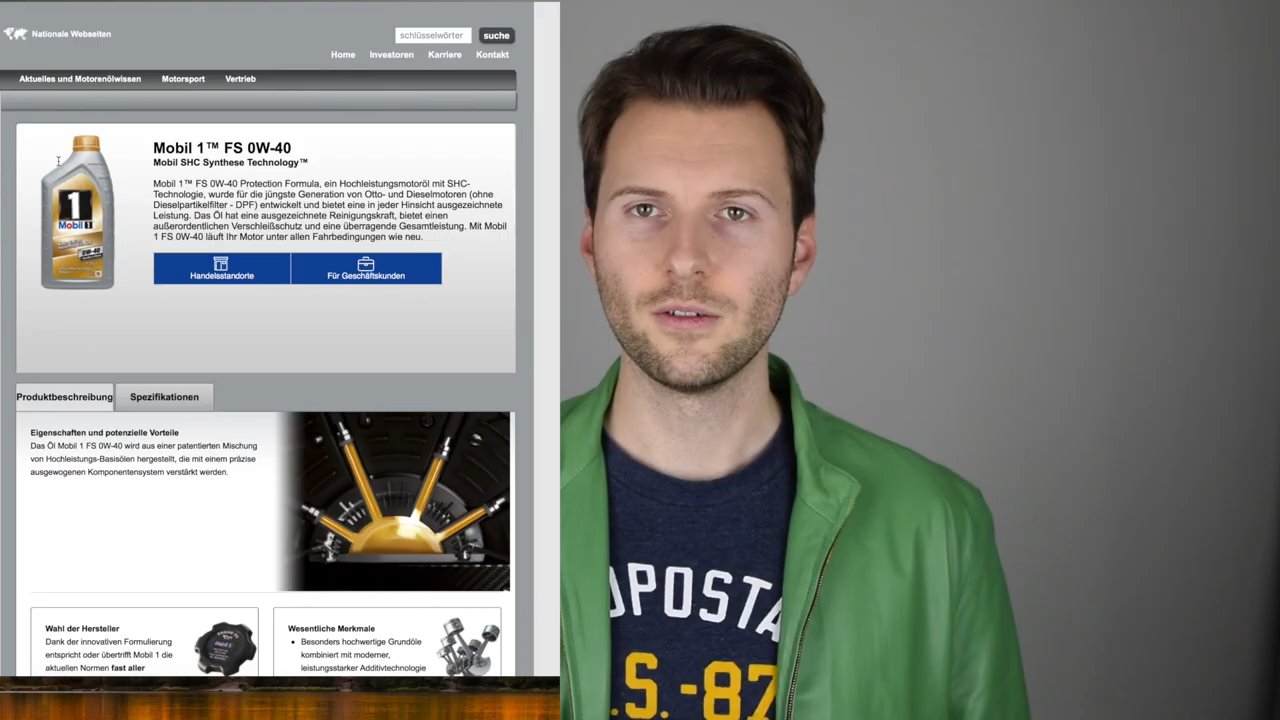 Nationale Webseiten
schlüsselwörter
suche
Home Investoren Karriere Kontakt
Aktuelles und Motorenölwissen Motorsport Vertrieb
Mobil 1™ FS 0W-40
Mobil SHC Synthese Technology™
Mobil 1™ FS 0W-40 Protection Formula, ein Hochleistungsmotoröl mit SHC-
Technologie, wurde für die jüngste Generation von Otto- und Dieselmotoren (ohne
Dieselpartikelfilter - DPF) entwickelt und bietet eine in jeder Hinsicht ausgezeichnete
Leistung. Das Öl hat eine ausgezeichnete Reinigungskraft, bietet einen
außerordentlichen Verschleißschutz und eine überragende Gesamtleistung. Mit Mobil
1 FS 0W-40 läuft Ihr Motor unter allen Fahrbedingungen wie neu.
1
Mobil 1
0W-40
Handelsstandorte
Für Geschäftskunden
Produktbeschreibung
Spezifikationen
Eigenschaften und potenzielle Vorteile
Das Öl Mobil 1 FS 0W-40 wird aus einer patentierten Mischung
von Hochleistungs-Basisölen hergestellt, die mit einem präzise
ausgewogenen Komponentensystem verstärkt werden.
Wahl der Hersteller
Dank der innovativen Formulierung
entspricht oder übertrifft Mobil 1 die
aktuellen Normen fast aller
Wesentliche Merkmale
• Besonders hochwertige Grundöle
kombiniert mit moderner,
leistungsstarker Additivtechnologie
OPOSTA
.S.-87